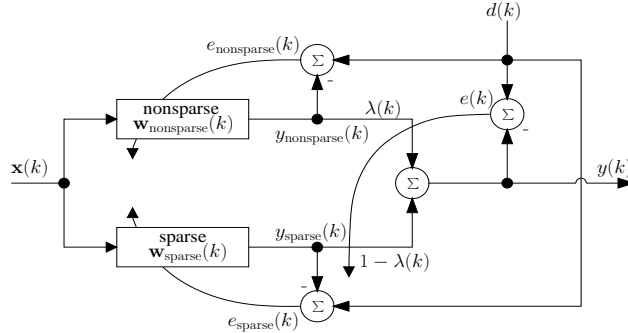 d(k)
e_nonsparse(k)
Σ
-
e(k)
Σ
-
nonsparse
w_nonsparse(k)
y_nonsparse(k)
λ(k)
x(k)
Σ
y(k)
sparse
w_sparse(k)
y_sparse(k)
1 − λ(k)
-
Σ
e_sparse(k)